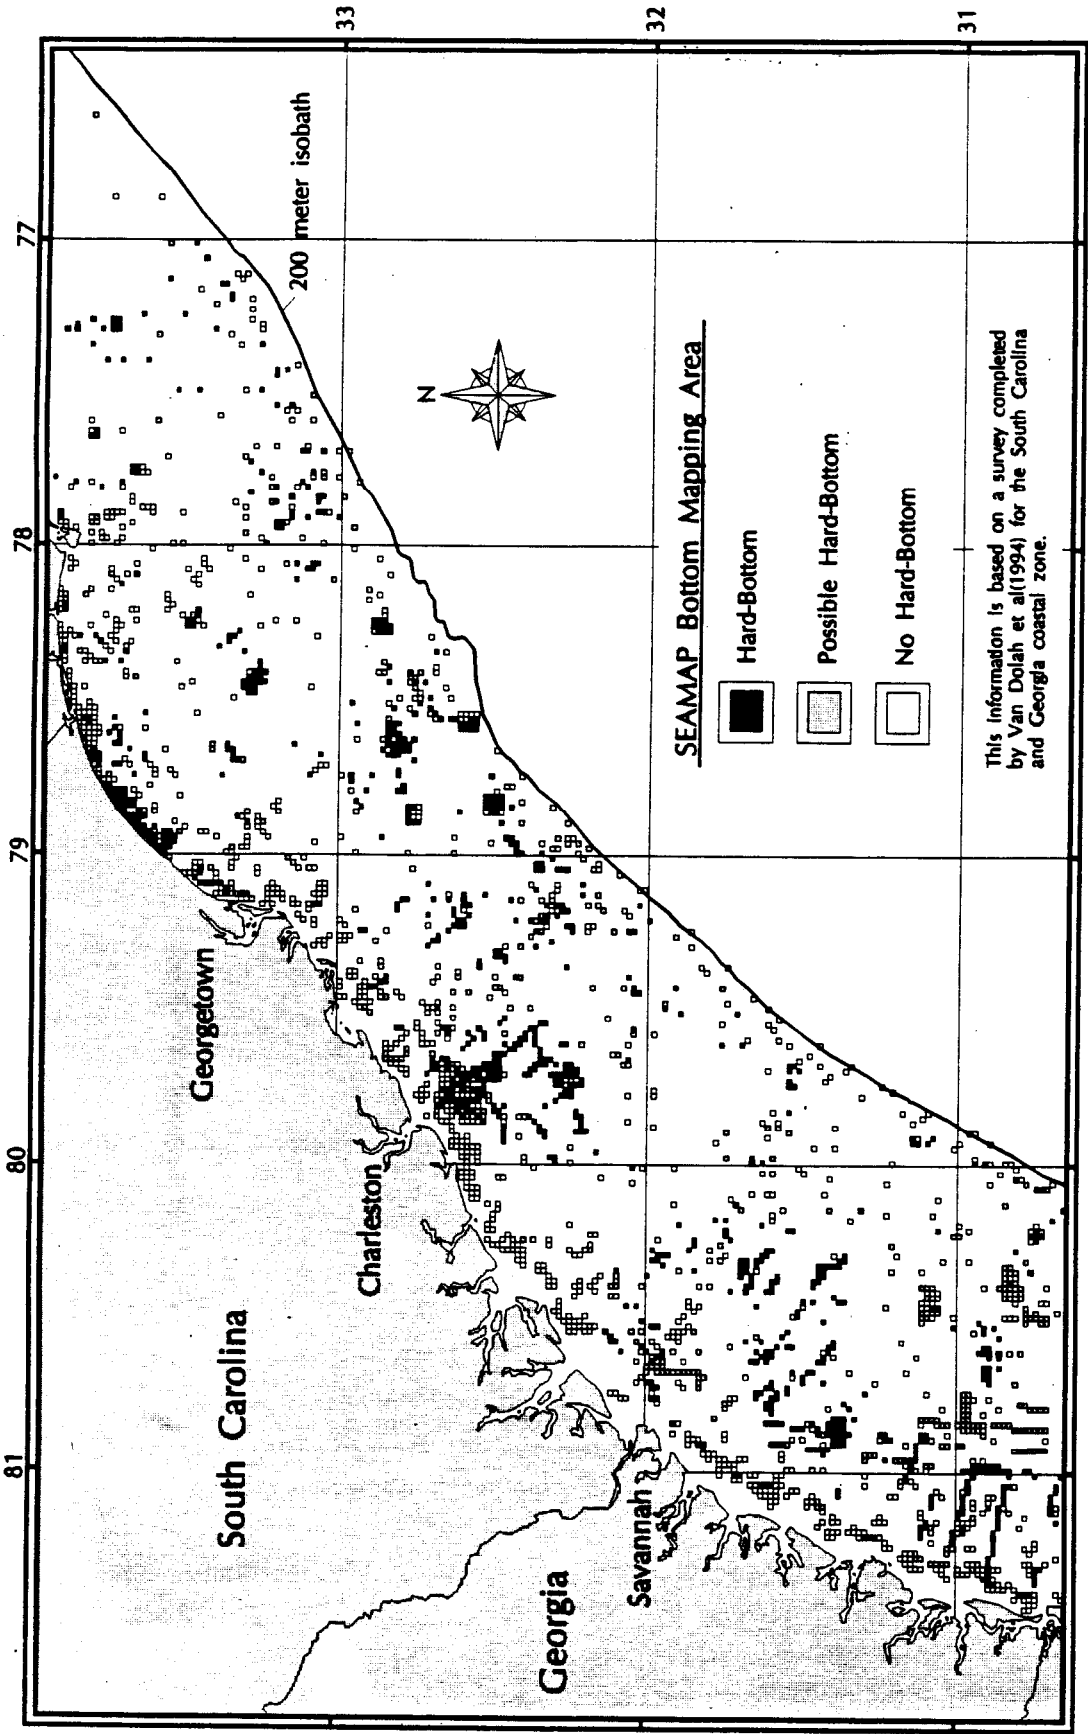 81
80
79
78
77
33
32
31
South Carolina
Georgetown
Charleston
Georgia
Savannah
200 meter isobath
N
SEAMAP Bottom Mapping Area
Hard-Bottom
Possible Hard-Bottom
No Hard-Bottom
This information is based on a survey completed
by Van Dolah et al(1994) for the South Carolina
and Georgia coastal zone.